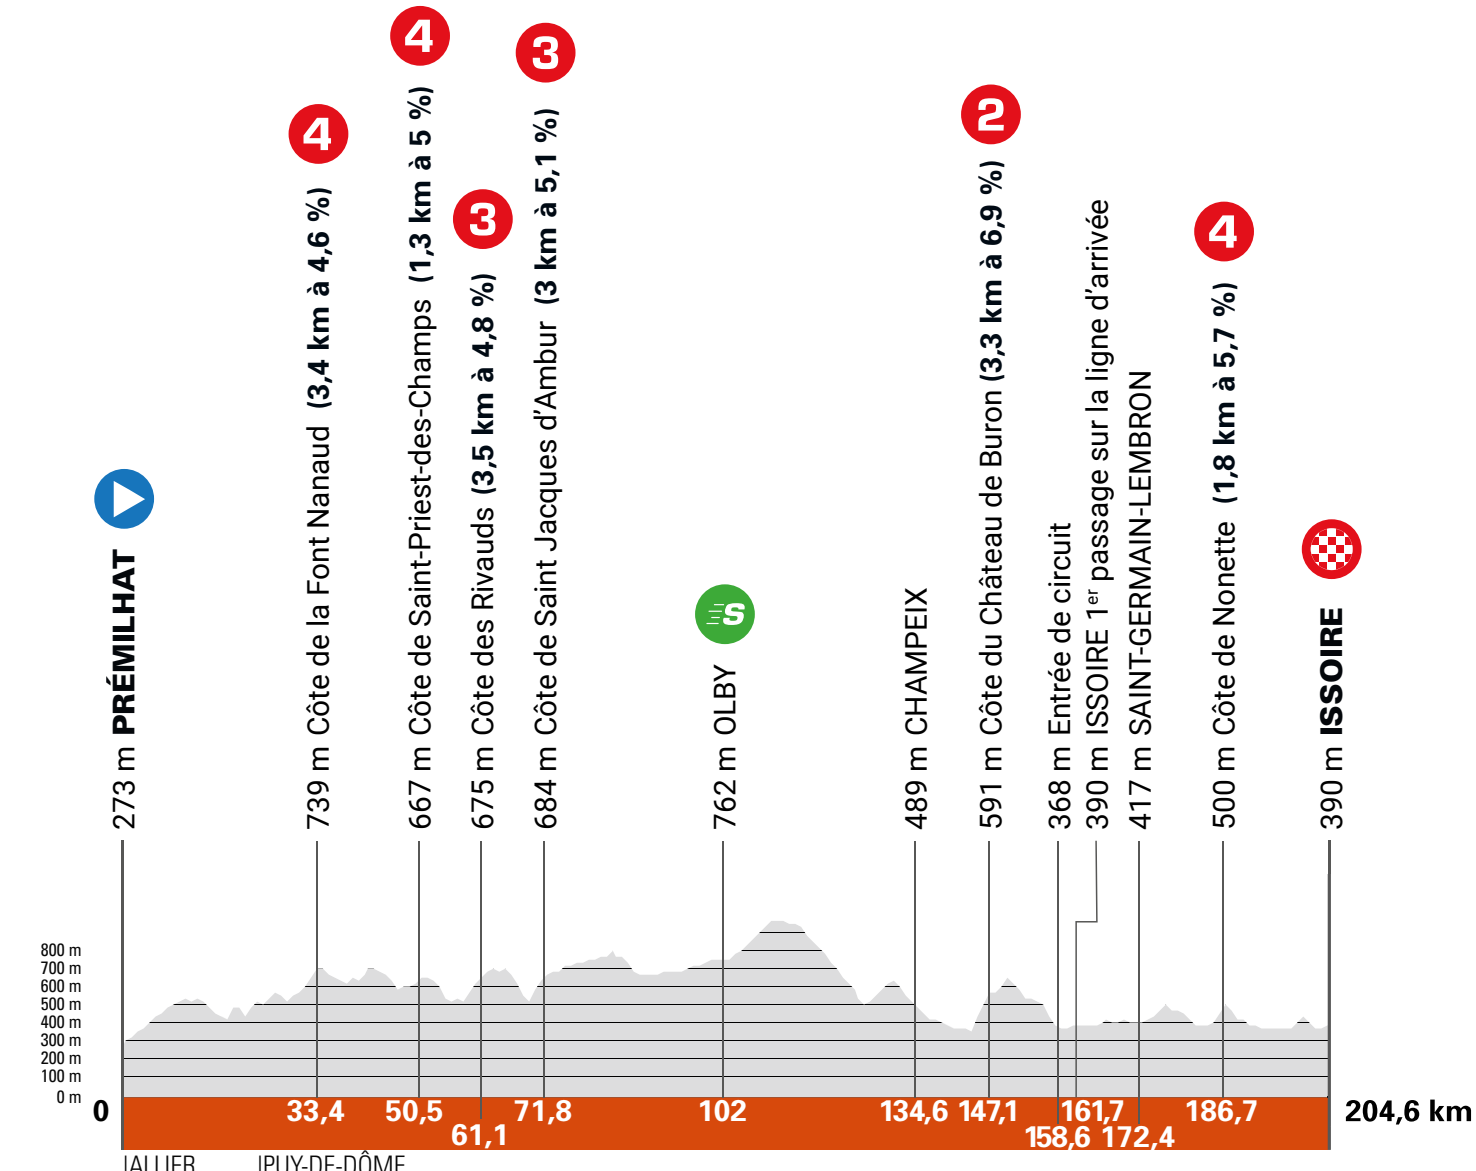 4
4
3
3
2
4
273 m PRÉMILHAT
739 m Côte de la Font Nanaud (3,4 km à 4,6 %)
667 m Côte de Saint-Priest-des-Champs (1,3 km à 5 %)
675 m Côte des Rivauds (3,5 km à 4,8 %)
684 m Côte de Saint Jacques d'Ambur (3 km à 5,1 %)
S
762 m OLBY
489 m CHAMPEIX
591 m Côte du Château de Buron (3,3 km à 6,9 %)
368 m Entrée de circuit
390 m ISSOIRE 1er passage sur la ligne d'arrivée
417 m SAINT-GERMAIN-LEMBRON
500 m Côte de Nonette (1,8 km à 5,7 %)
390 m ISSOIRE
800 m
700 m
600 m
500 m
400 m
300 m
200 m
100 m
0 m
0 33,4 50,5 71,8 102 134,6 147,1 161,7 186,7 204,6 km
61,1 158,6 172,4
ALLIER PUY-DE-DÔME